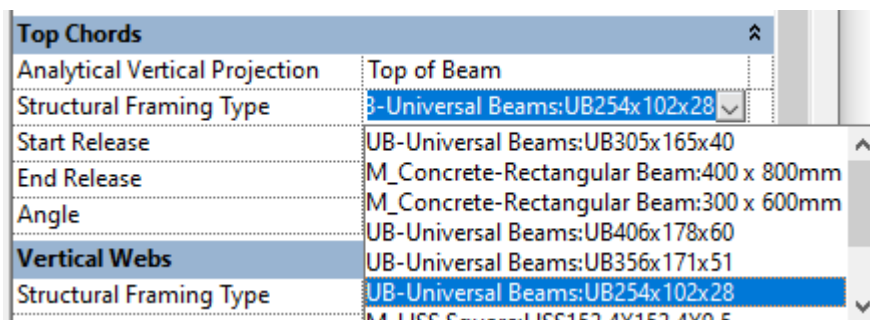 Top Chords
Analytical Vertical Projection Top of Beam
Structural Framing Type 3-Universal Beams:UB254x102x28
Start Release
UB-Universal Beams:UB305x165x40
End Release
M_Concrete-Rectangular Beam:400 x 800mm
M_Concrete-Rectangular Beam:300 x 600mm
Angle
UB-Universal Beams:UB406x178x60
Vertical Webs
UB-Universal Beams:UB356x171x51
Structural Framing Type
UB-Universal Beams:UB254x102x28